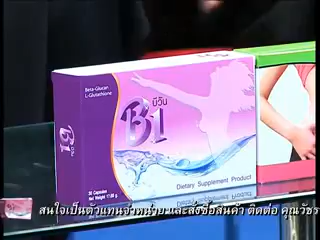 Beta-Glucan
L-Glutathione
บีวัน
B1
B1
30 Capsules
Dietary Supplement Product
สนใจเป็นตัวแทนจำหน่าย และสั่งซื้อสินค้า ติดต่อ คุณวัชร